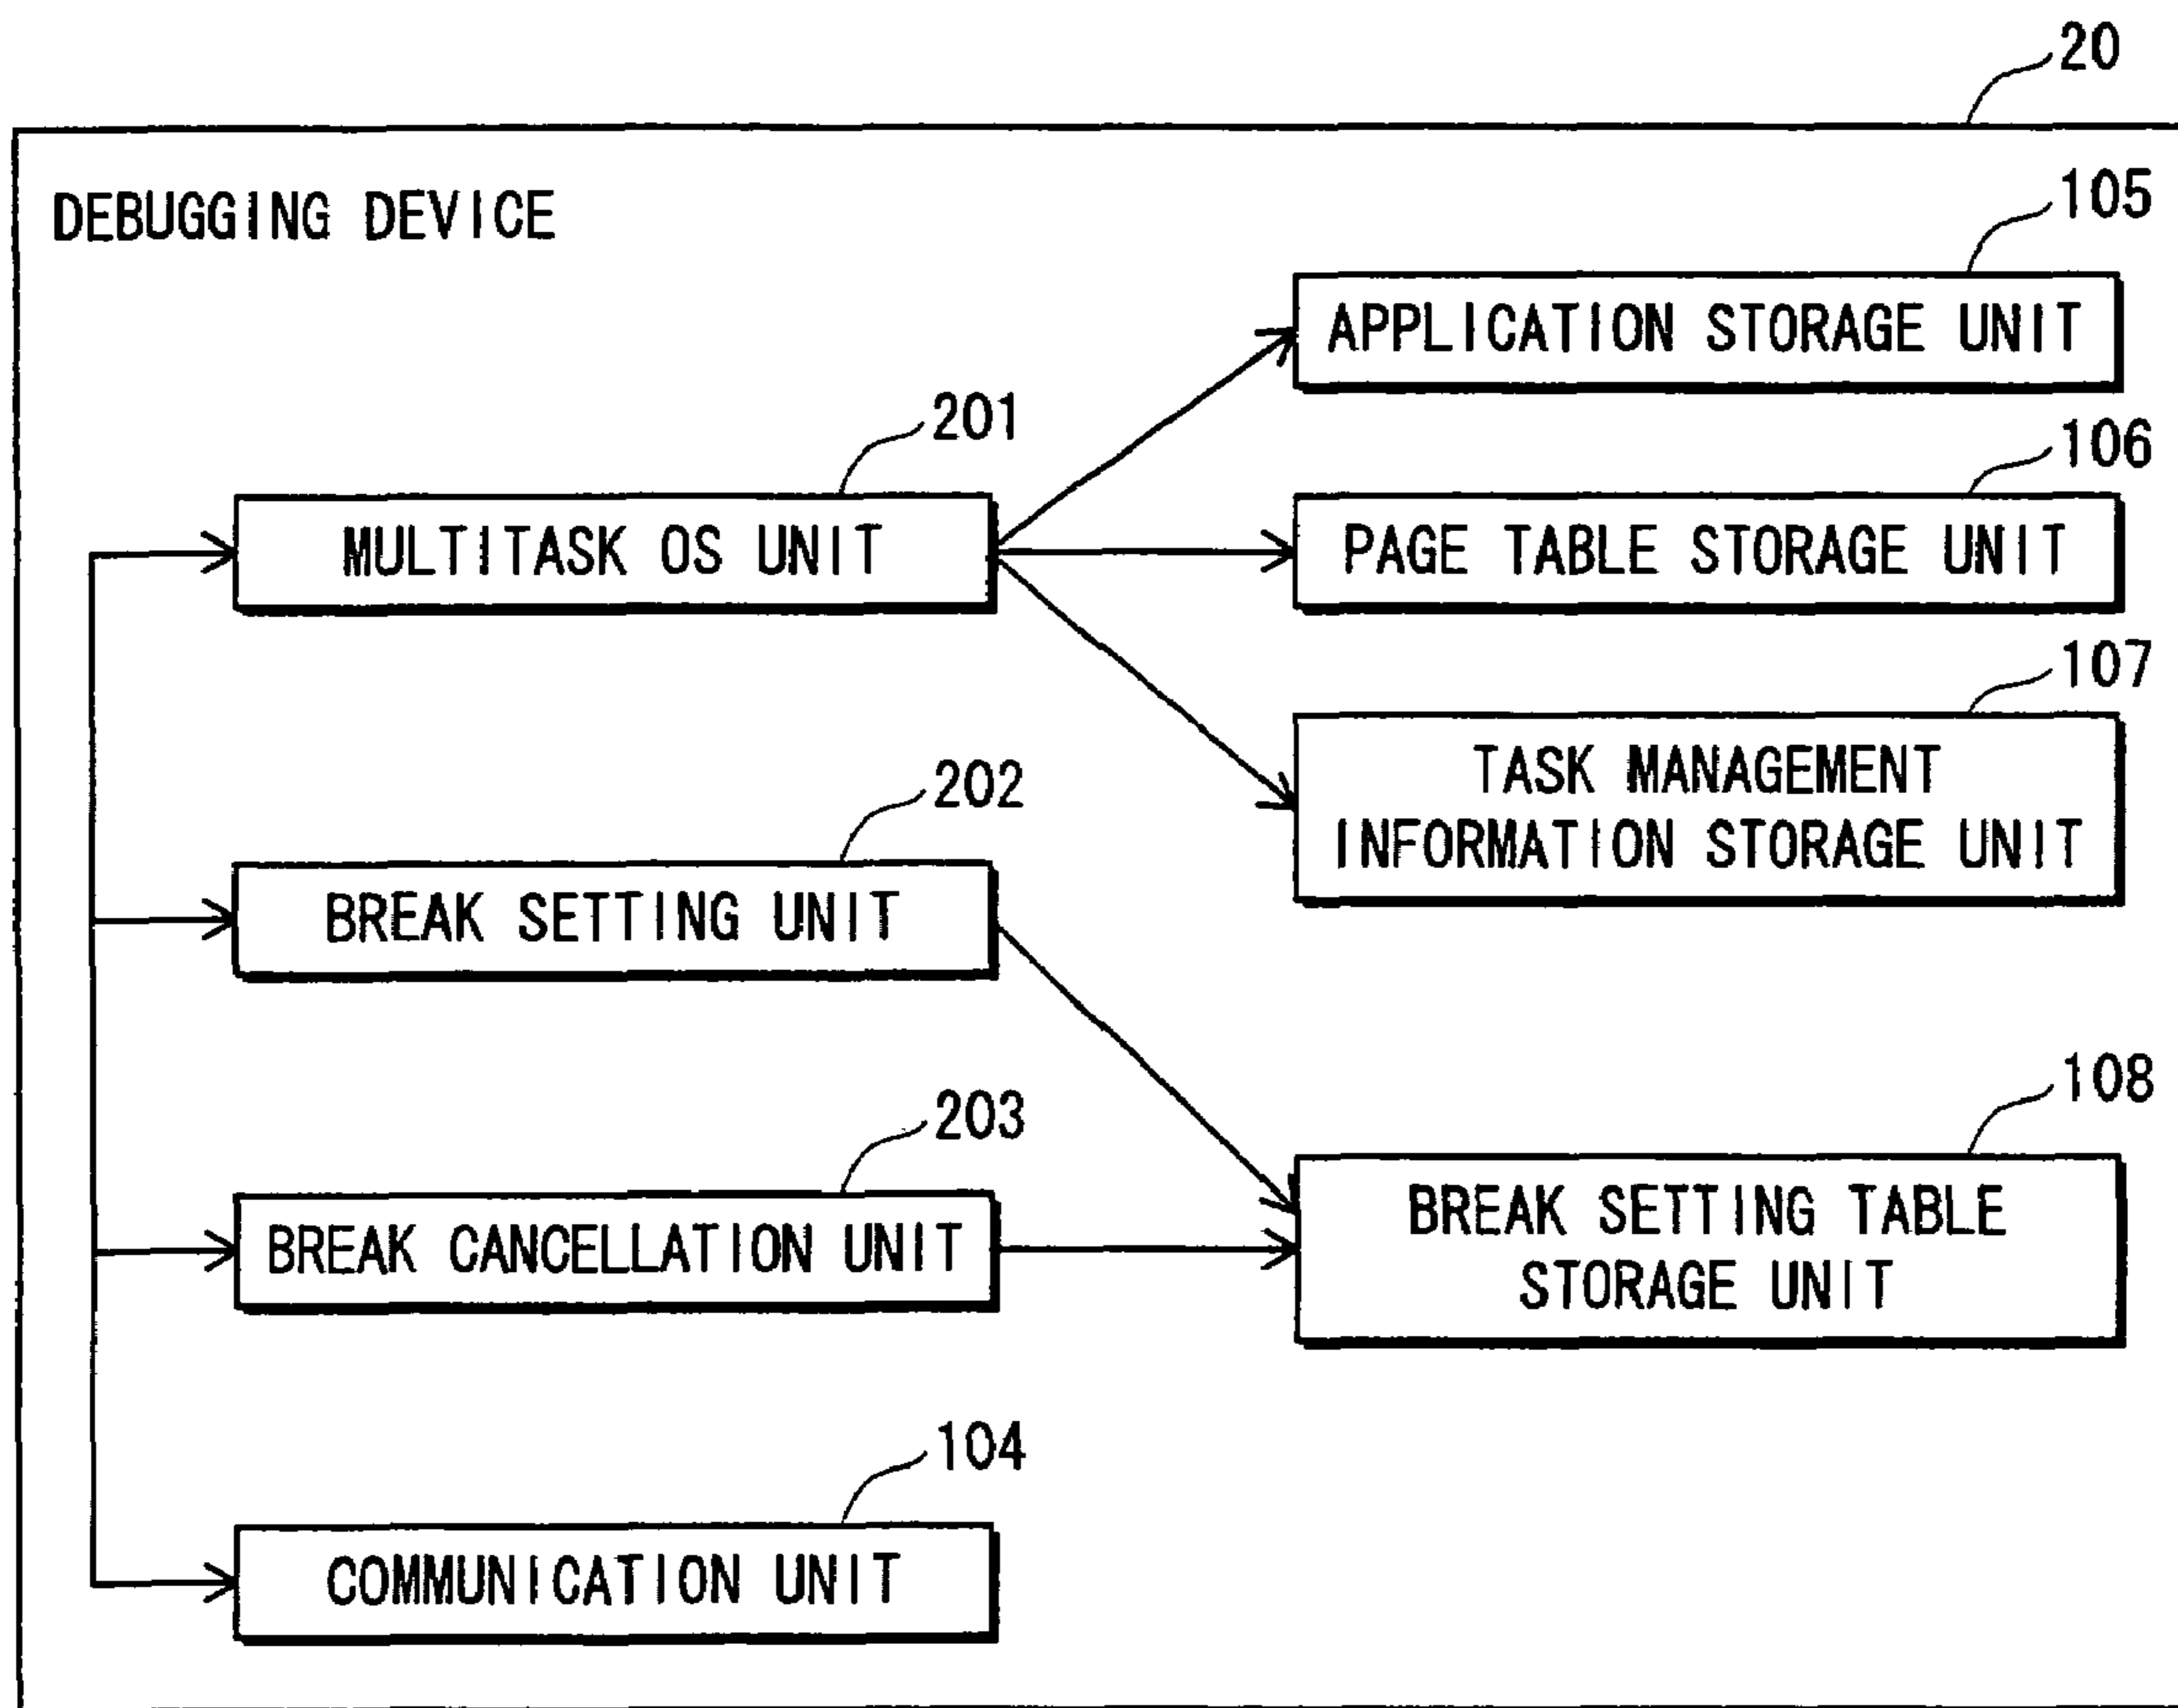 20
DEBUGGING DEVICE
105
APPLICATION STORAGE UNIT
201
106
MULTITASK OS UNIT
PAGE TABLE STORAGE UNIT
107
TASK MANAGEMENT
INFORMATION STORAGE UNIT
202
BREAK SETTING UNIT
108
203
BREAK SETTING TABLE
STORAGE UNIT
BREAK CANCELLATION UNIT
104
COMMUNICATION UNIT